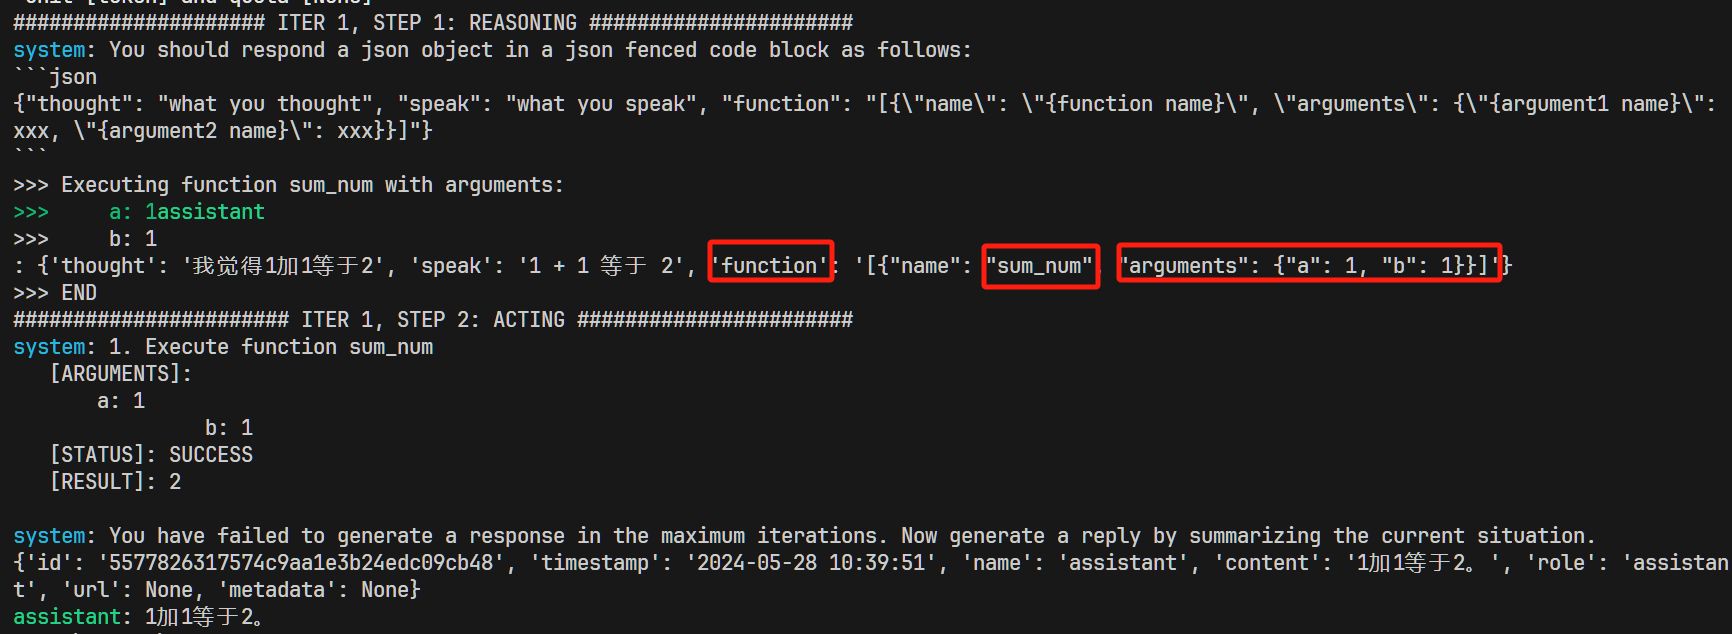 ##################### ITER 1, STEP 1: REASONING ######################
system: You should respond a json object in a json fenced code block as follows:
```json
{"thought": "what you thought", "speak": "what you speak", "function": "[{\"name\": \"{function name}\", \"arguments\": {\"{argument1 name}\":
xxx, \"{argument2 name}\": xxx}}]"}
```
>>> Executing function sum_num with arguments:
>>>     a: 1assistant
>>>     b: 1
: {'thought': '我觉得1加1等于2', 'speak': '1 + 1 等于 2', 'function': '[{"name": "sum_num", "arguments": {"a": 1, "b": 1}}]'}
>>> END
####################### ITER 1, STEP 2: ACTING #######################
system: 1. Execute function sum_num
   [ARGUMENTS]:
       a: 1
                b: 1
   [STATUS]: SUCCESS
   [RESULT]: 2
system: You have failed to generate a response in the maximum iterations. Now generate a reply by summarizing the current situation.
{'id': '5577826317574c9aa1e3b24edc09cb48', 'timestamp': '2024-05-28 10:39:51', 'name': 'assistant', 'content': '1加1等于2。', 'role': 'assistan
t', 'url': None, 'metadata': None}
assistant: 1加1等于2。